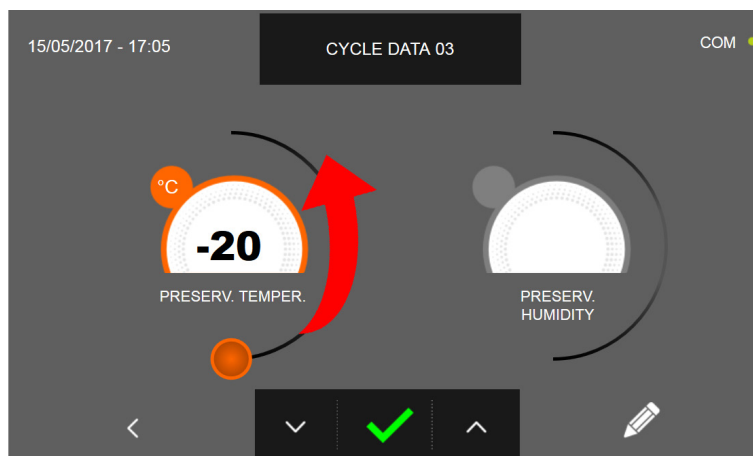 15/05/2017 - 17:05
CYCLE DATA 03
COM
°C
-20
PRESERV. TEMPER.
PRESERV.
HUMIDITY